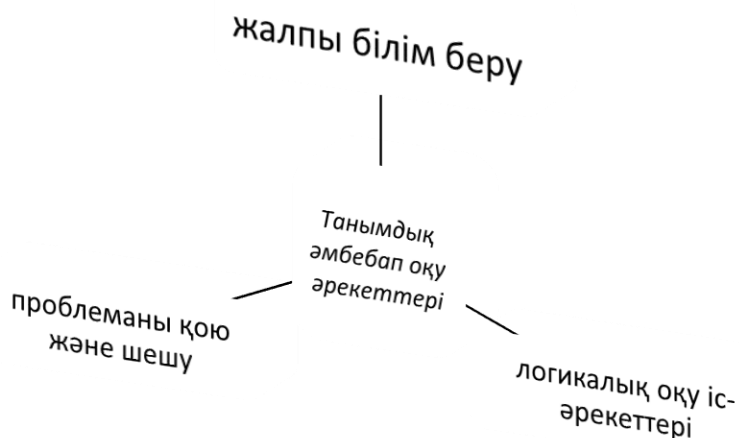 жалпы білім беру
Танымдық
әмбебап оқу
әрекеттері
проблеманы қою
және шешу
логикалық оқу іс-
әрекеттері